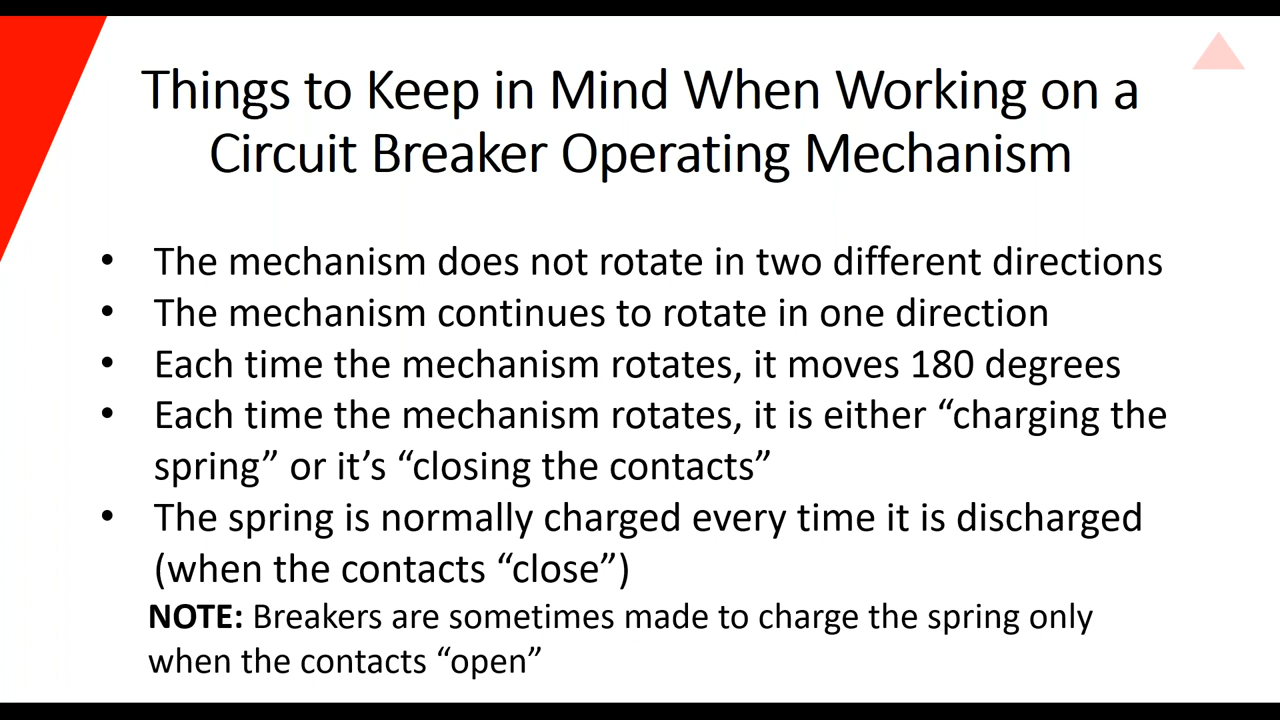 Things to Keep in Mind When Working on a
Circuit Breaker Operating Mechanism
• The mechanism does not rotate in two different directions
• The mechanism continues to rotate in one direction
• Each time the mechanism rotates, it moves 180 degrees
• Each time the mechanism rotates, it is either “charging the
spring” or it’s “closing the contacts”
• The spring is normally charged every time it is discharged
(when the contacts “close”)
NOTE: Breakers are sometimes made to charge the spring only
when the contacts “open”